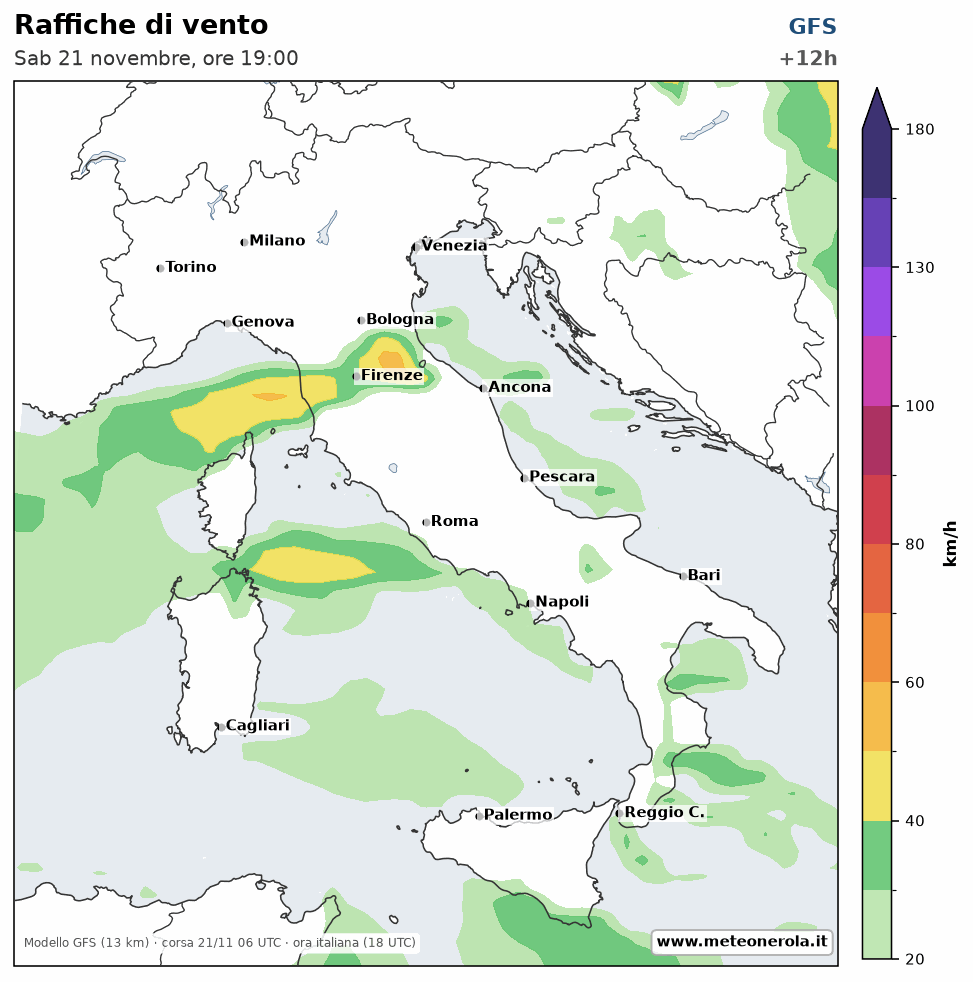 Raffiche di vento
GFS
Sab 21 novembre, ore 19:00
+12h
Milano
Venezia
Torino
Genova
Bologna
Firenze
Ancona
Pescara
Roma
Bari
Napoli
Cagliari
Palermo
Reggio C.
180
130
100
80
60
40
20
km/h
Modello GFS (13 km) · corsa 21/11 06 UTC · ora italiana (18 UTC)
www.meteonerola.it